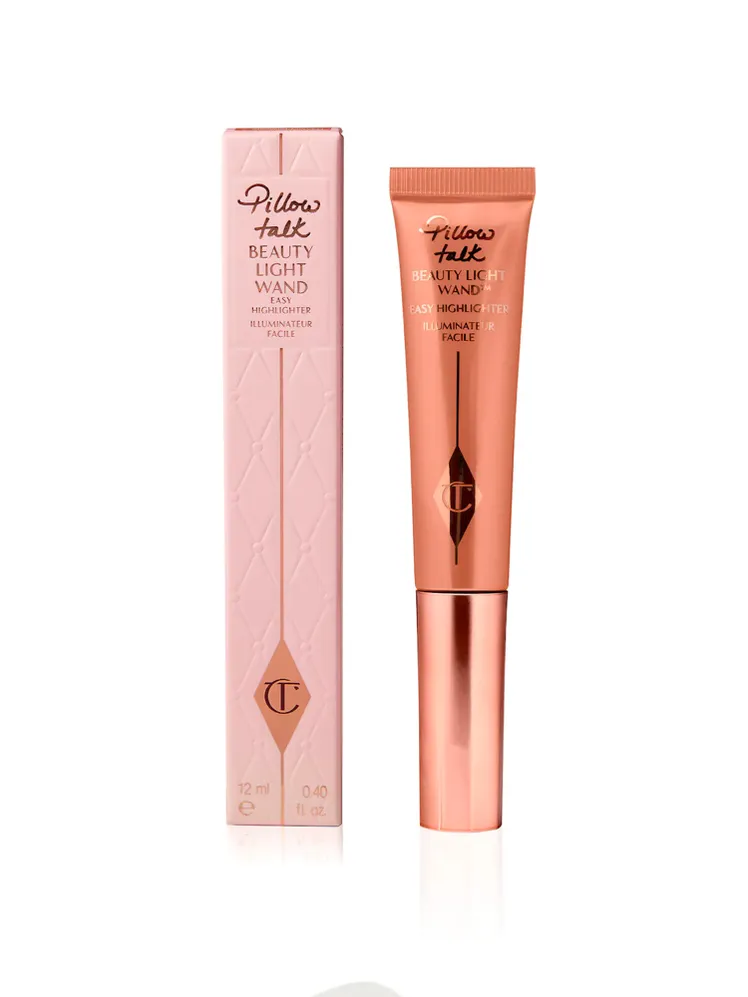 Pillow
talk
BEAUTY
LIGHT
WAND
EASY
HIGHLIGHTER
ILLUMINATEUR
FACILE
CT
12 ml 0.40
e fl. oz.
Pillow
talk
BEAUTY LIGHT
WAND™
EASY HIGHLIGHTER
ILLUMINATEUR
FACILE
CT